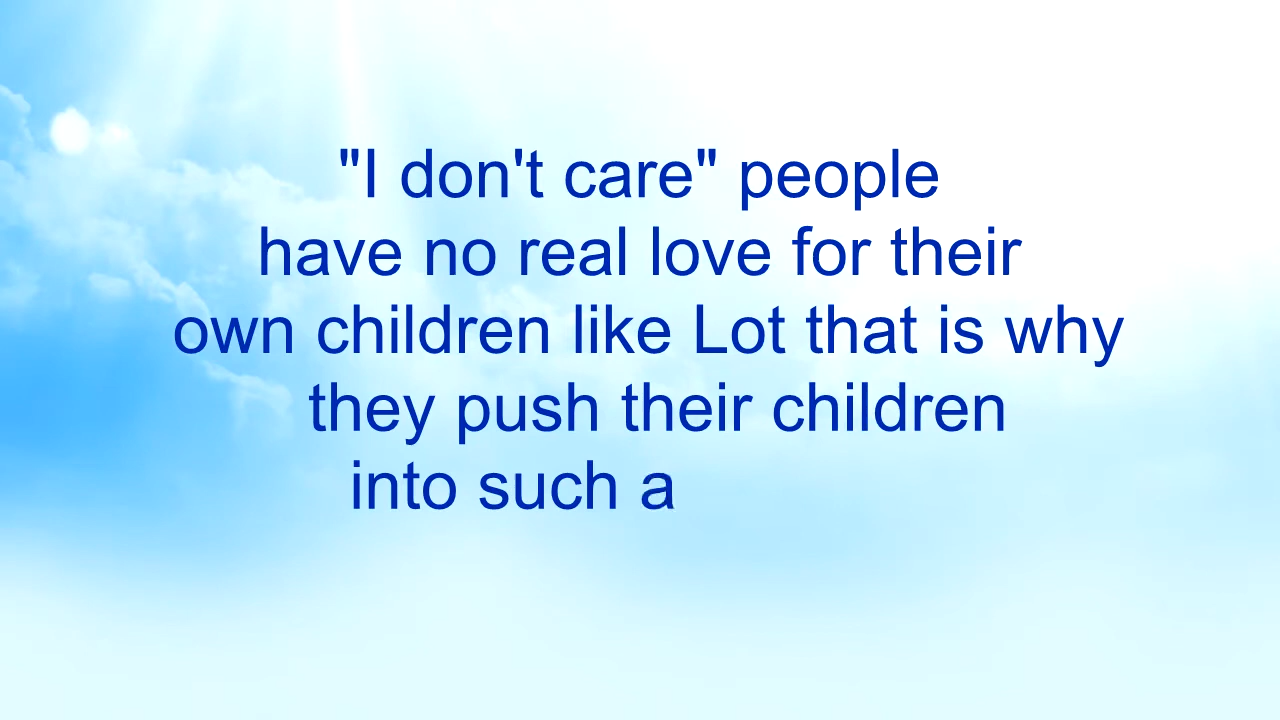 "I don't care" people
have no real love for their
own children like Lot that is why
they push their children
into such a